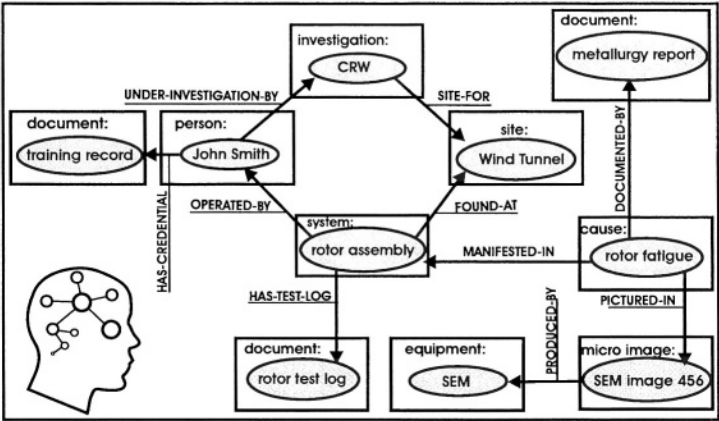 document:
metallurgy report
investigation:
CRW
UNDER-INVESTIGATION-BY
SITE-FOR
DOCUMENTED-BY
document:
training record
person:
John Smith
site:
Wind Tunnel
HAS-CREDENTIAL
OPERATED-BY
FOUND-AT
system:
rotor assembly
MANIFESTED-IN
cause:
rotor fatigue
HAS-TEST-LOG
PICTURED-IN
PRODUCED-BY
document:
rotor test log
equipment:
SEM
micro image:
SEM image 456